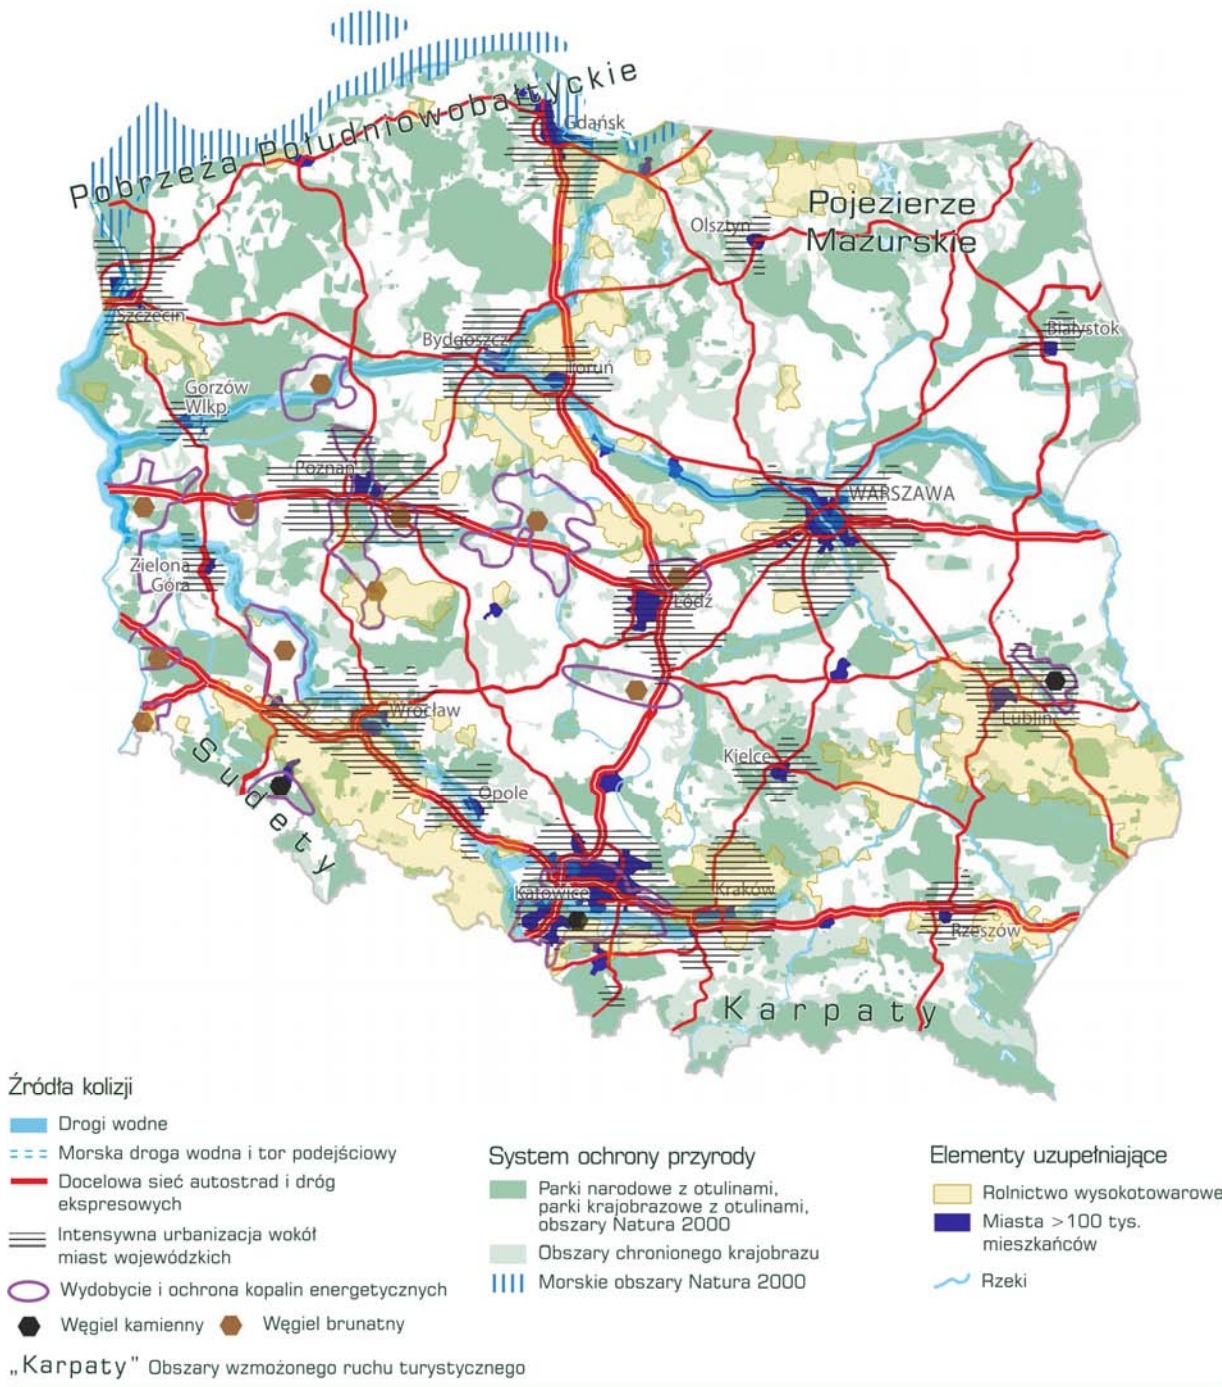 Pobrzeża Południowobałtyckie
Gdańsk
Pojezierze
Mazurskie
Olsztyn
Szczecin
Białystok
Bydgoszcz
Toruń
Gorzów
Wlkp
Poznań
WARSZAWA
Zielona
Góra
Łódź
Wrocław
Lublin
Sudety
Kielce
Opole
Katowice
Kraków
Rzeszów
Karpaty
Źródła kolizji
Drogi wodne
Morska droga wodna i tor podejściowy
Docelowa sieć autostrad i dróg
ekspresowych
Intensywna urbanizacja wokół
miast wojewódzkich
Wydobycie i ochrona kopalin energetycznych
Węgiel kamienny
Węgiel brunatny
„Karpaty" Obszary wzmożonego ruchu turystycznego
System ochrony przyrody
Parki narodowe z otulinami,
parki krajobrazowe z otulinami,
obszary Natura 2000
Obszary chronionego krajobrazu
Morskie obszary Natura 2000
Elementy uzupełniające
Rolnictwo wysokotowarowe
Miasta >100 tys.
mieszkańców
Rzeki